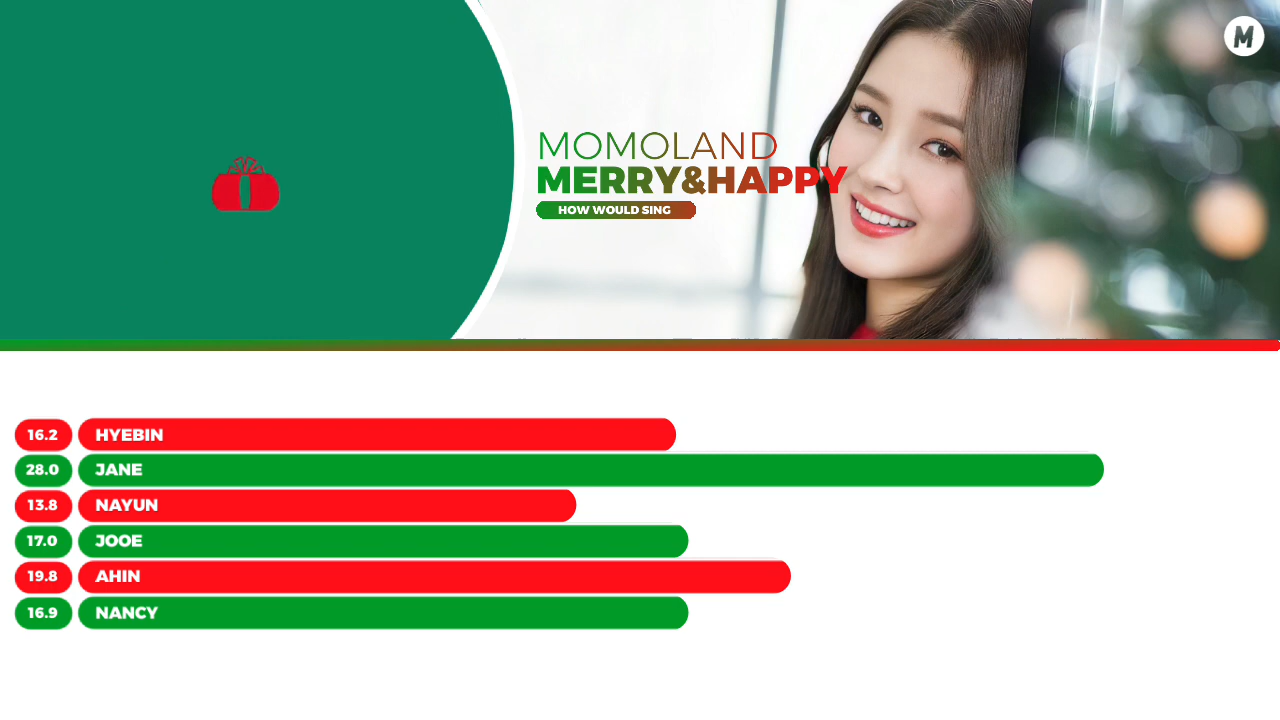 M
MOMOLAND
MERRY&HAPPY
HOW WOULD SING
16.2 HYEBIN
28.0 JANE
13.8 NAYUN
17.0 JOOE
19.8 AHIN
16.9 NANCY